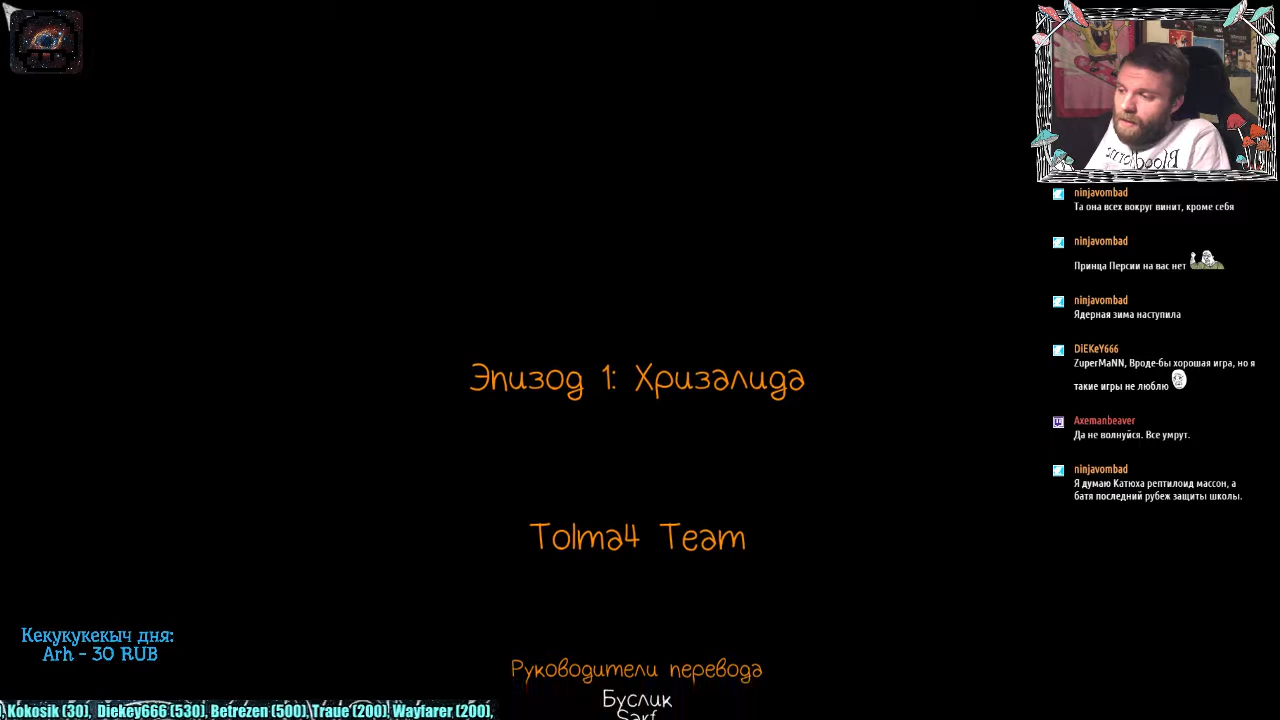 ninjavombad
Та она всех вокруг винит, кроме себя
ninjavombad
Принца Персии на вас нет
ninjavombad
Ядерная зима наступила
DiEKeY666
ZuperMaNN, Вроде-бы хорошая игра, но я
такие игры не люблю
Axemanbeaver
Да не волнуйся. Все умрут.
ninjavombad
Я думаю Катюха рептилоид массон, а
батя последний рубеж защиты школы.
Эпизод 1: Хризалида
Tolma4 Team
Руководители перевода
Буслик
Sarf
Кекукукекыч дня:
Arh - 30 RUB
, Kokosik (30), Diekey666 (530), Betrezen (500), Traue (200), Wayfarer (200),